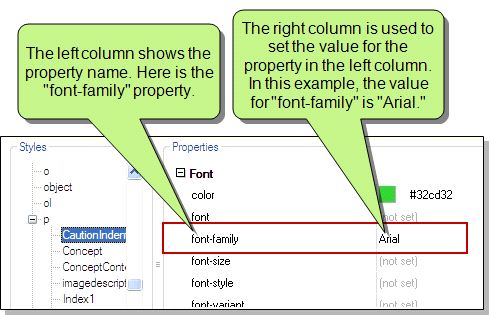 The left column shows the
property name. Here is the
"font-family" property.
The right column is used to
set the value for the
property in the left column.
In this example, the value
for "font-family" is "Arial."
Styles
o
object
ol
p
CautionIndent
Concept
ConceptConte
imagedescript
Index1
Properties
Font
color #32cd32
font (not set)
font-family Arial
font-size (not set)
font-style (not set)
font-variant (not set)